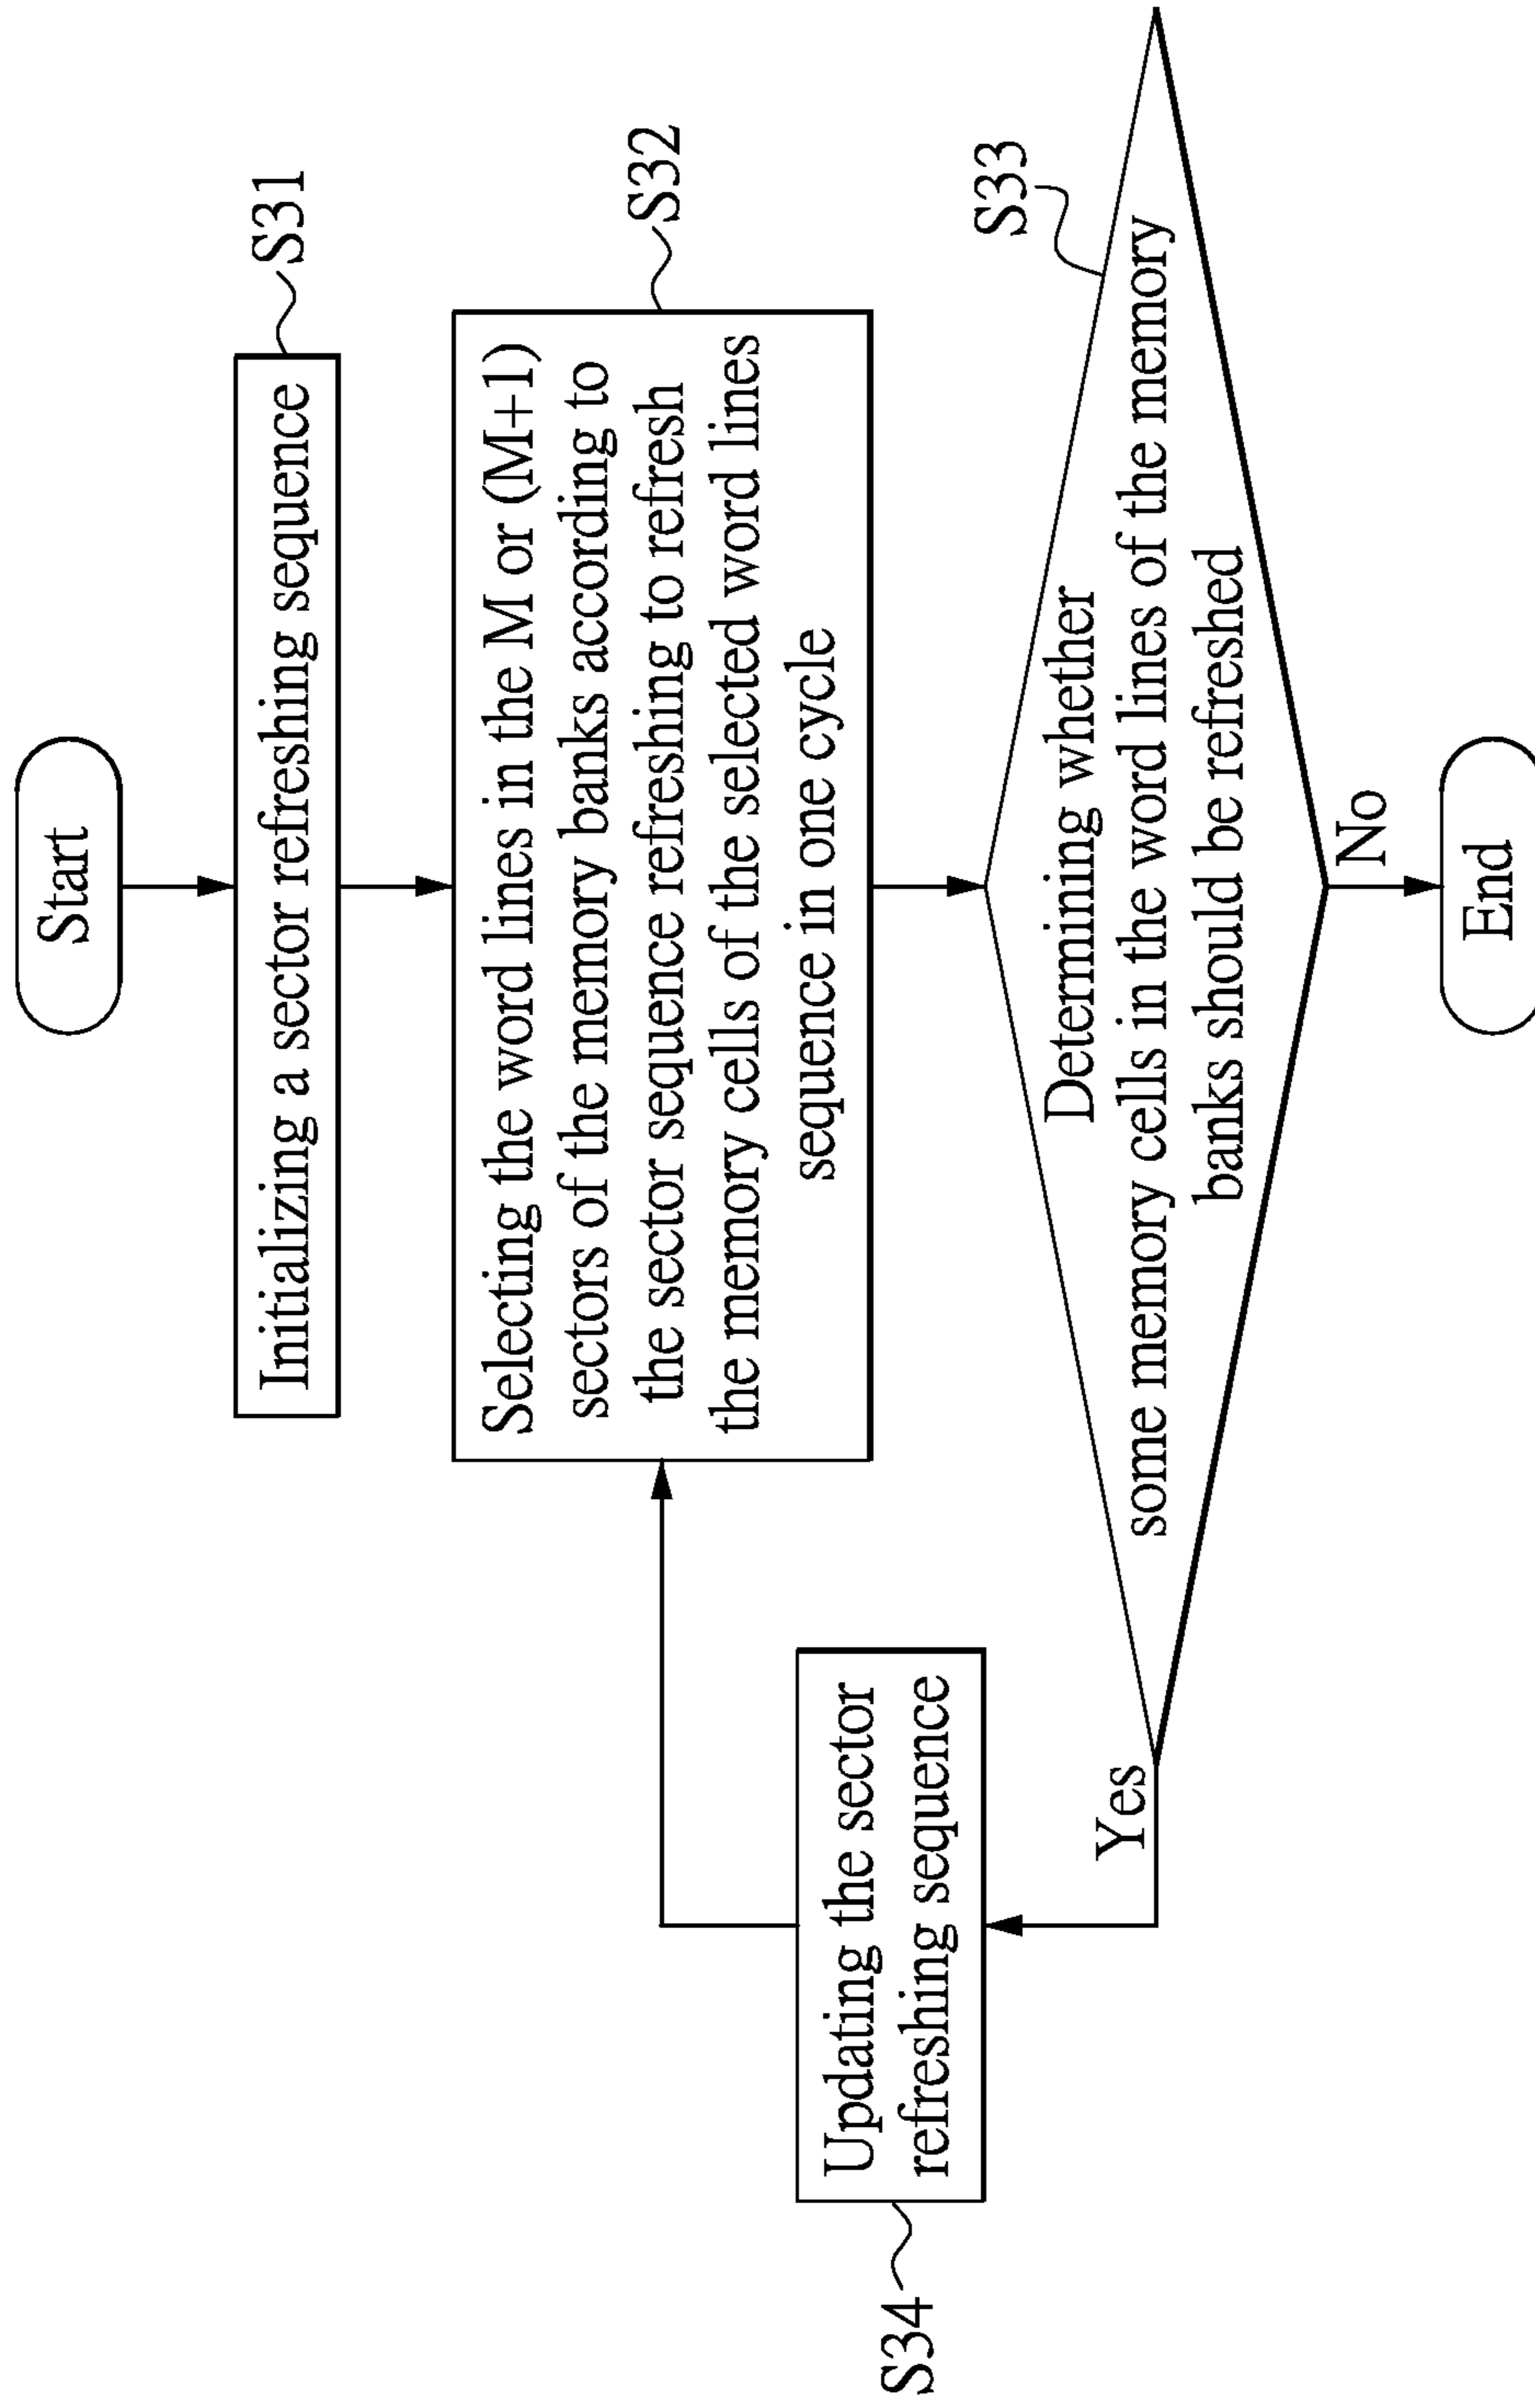 Start
Initializing a sector refreshing sequence
S31
Selecting the word lines in the M or (M+1)
sectors of the memory banks according to
the sector sequence refreshing to refresh
the memory cells of the selected word lines
sequence in one cycle
S32
Determining whether
some memory cells in the word lines of the memory
banks should be refreshed
S33
Yes
No
Updating the sector
refreshing sequence
S34
End